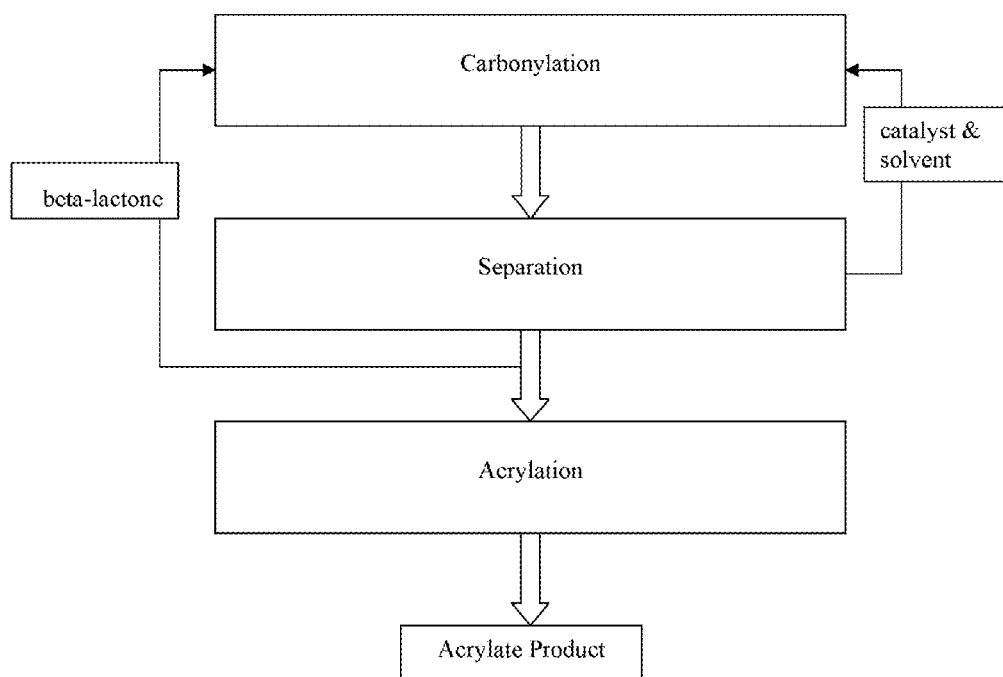 Carbonylation
catalyst &
solvent
beta-lactone
Separation
Acrylation
Acrylate Product